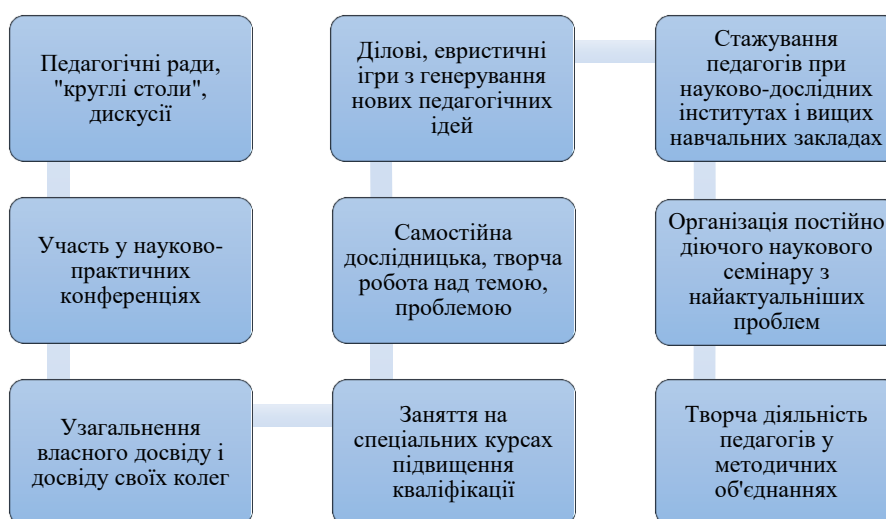 Педагогічні ради,
"круглі столи",
дискусії
Участь у науково-
практичних
конференціях
Узагальнення
власного досвіду і
досвіду своїх колег
Заняття на
спеціальних курсах
підвищення
кваліфікації
Самостійна
дослідницька, творча
робота над темою,
проблемою
Ділові, евристичні
ігри з генерування
нових педагогічних
ідей
Стажування
педагогів при
науково-дослідних
інститутах і вищих
навчальних закладах
Організація постійно
діючого наукового
семінару з
найактуальніших
проблем
Творча діяльність
педагогів у
методичних
об'єднаннях